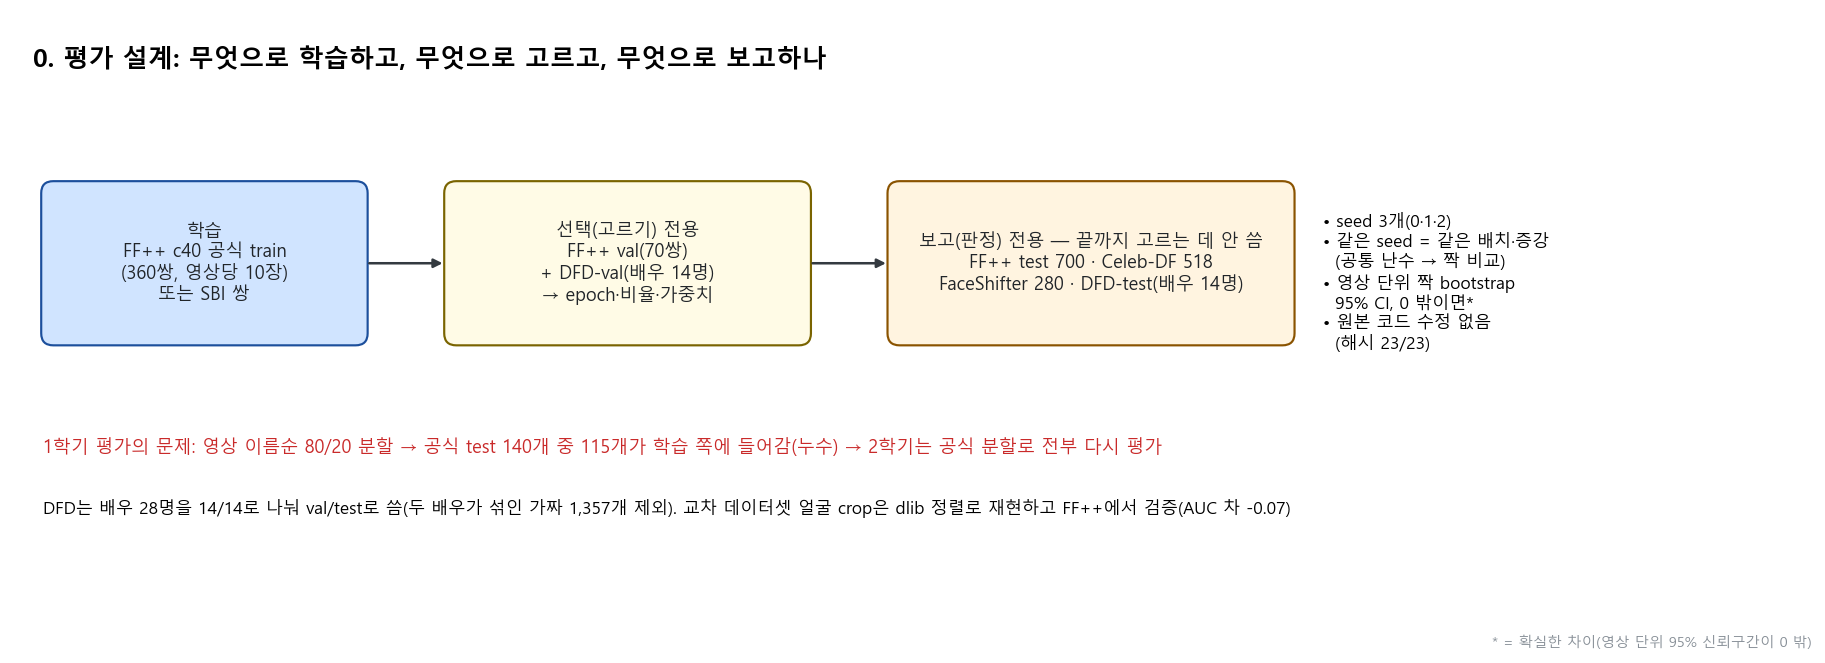 0. 평가 설계: 무엇으로 학습하고, 무엇으로 고르고, 무엇으로 보고하나
학습
FF++ c40 공식 train
(360쌍, 영상당 10장)
또는 SBI 쌍
선택(고르기) 전용
FF++ val(70쌍)
+ DFD-val(배우 14명)
→ epoch·비율·가중치
보고(판정) 전용 — 끝까지 고르는 데 안 씀
FF++ test 700 · Celeb-DF 518
FaceShifter 280 · DFD-test(배우 14명)
• seed 3개(0·1·2)
• 같은 seed = 같은 배치·증강
(공통 난수 → 짝 비교)
• 영상 단위 짝 bootstrap
95% CI, 0 밖이면*
• 원본 코드 수정 없음
(해시 23/23)
1학기 평가의 문제: 영상 이름순 80/20 분할 → 공식 test 140개 중 115개가 학습 쪽에 들어감(누수) → 2학기는 공식 분할로 전부 다시 평가
DFD는 배우 28명을 14/14로 나눠 val/test로 씀(두 배우가 섞인 가짜 1,357개 제외). 교차 데이터셋 얼굴 crop은 dlib 정렬로 재현하고 FF++에서 검증(AUC 차 -0.07)
* = 확실한 차이(영상 단위 95% 신뢰구간이 0 밖)